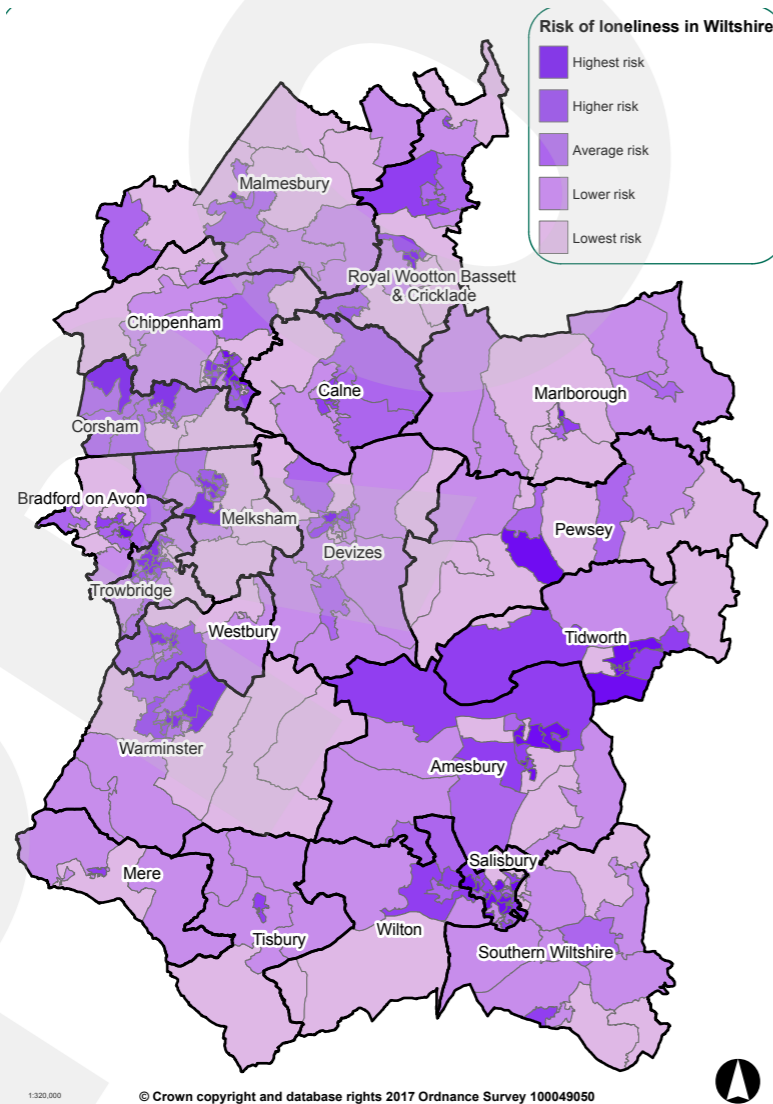 Risk of loneliness in Wiltshire
Highest risk
Higher risk
Average risk
Lower risk
Lowest risk
Malmesbury
Royal Wootton Bassett
& Cricklade
Chippenham
Calne
Marlborough
Corsham
Bradford on Avon
Melksham
Devizes
Pewsey
Trowbridge
Westbury
Tidworth
Warminster
Amesbury
Salisbury
Mere
Tisbury
Wilton
Southern Wiltshire
1:320,000
© Crown copyright and database rights 2017 Ordnance Survey 100049050